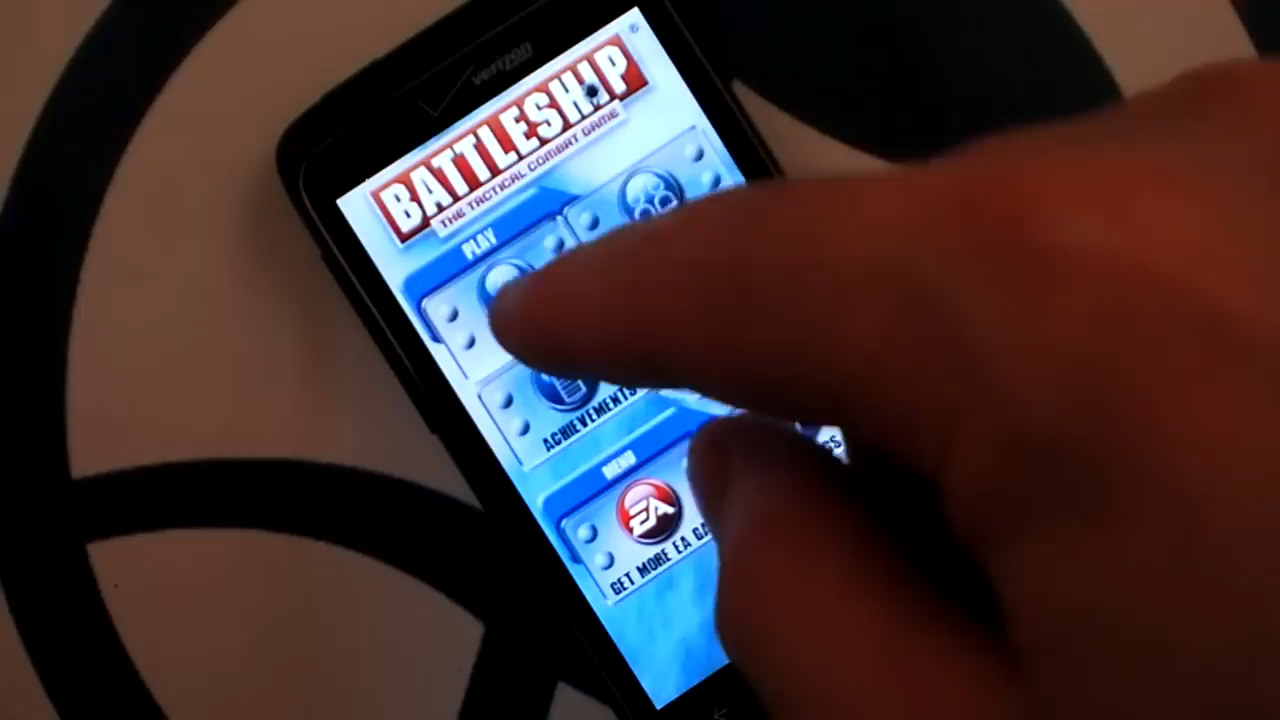 verizon
BATTLESHIP
THE TACTICAL COMBAT GAME
PLAY
ACHIEVEMENTS
MENU
EA
GET MORE EA